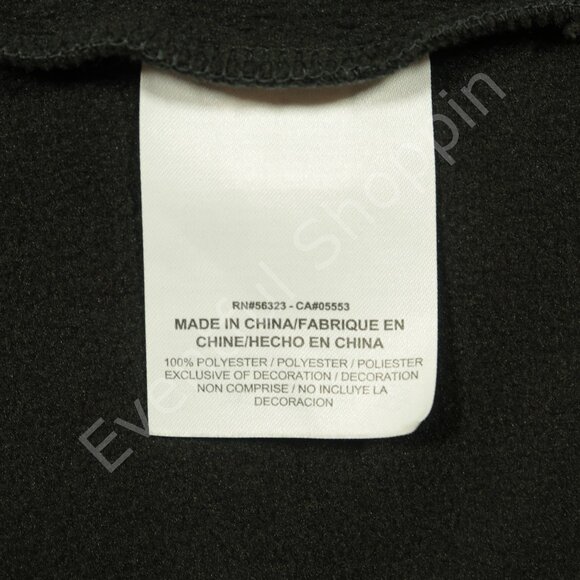 RN#56323 - CA#05553
MADE IN CHINA/FABRIQUE EN
CHINE/HECHO EN CHINA
100% POLYESTER / POLYESTER / POLIESTER
EXCLUSIVE OF DECORATION / DECORATION
NON COMPRISE / NO INCLUYE LA
DECORACION